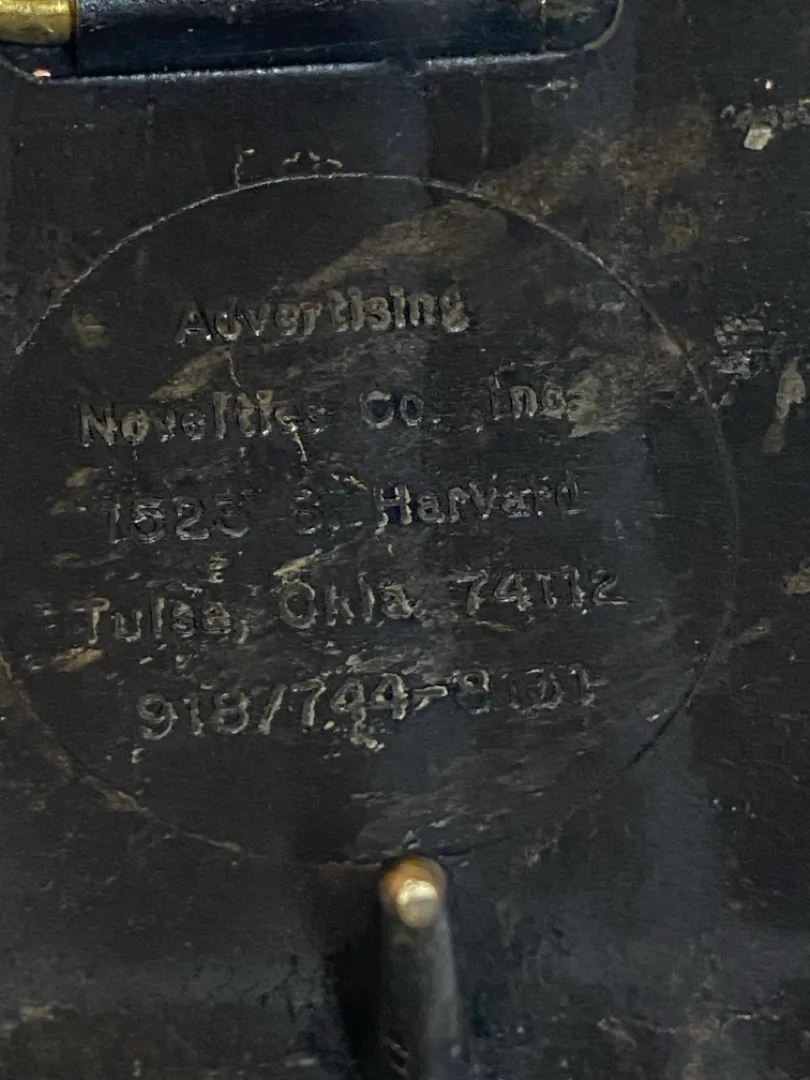 Advertising
Novelties Co., Inc.
1523 S. Harvard
Tulsa, Okla. 74112
918/744-8101